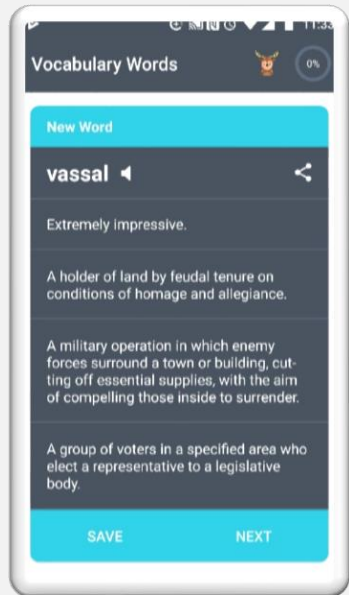 11:33
Vocabulary Words
0%
New Word
vassal
Extremely impressive.
A holder of land by feudal tenure on
conditions of homage and allegiance.
A military operation in which enemy
forces surround a town or building, cut-
ting off essential supplies, with the aim
of compelling those inside to surrender.
A group of voters in a specified area who
elect a representative to a legislative
body.
SAVE NEXT